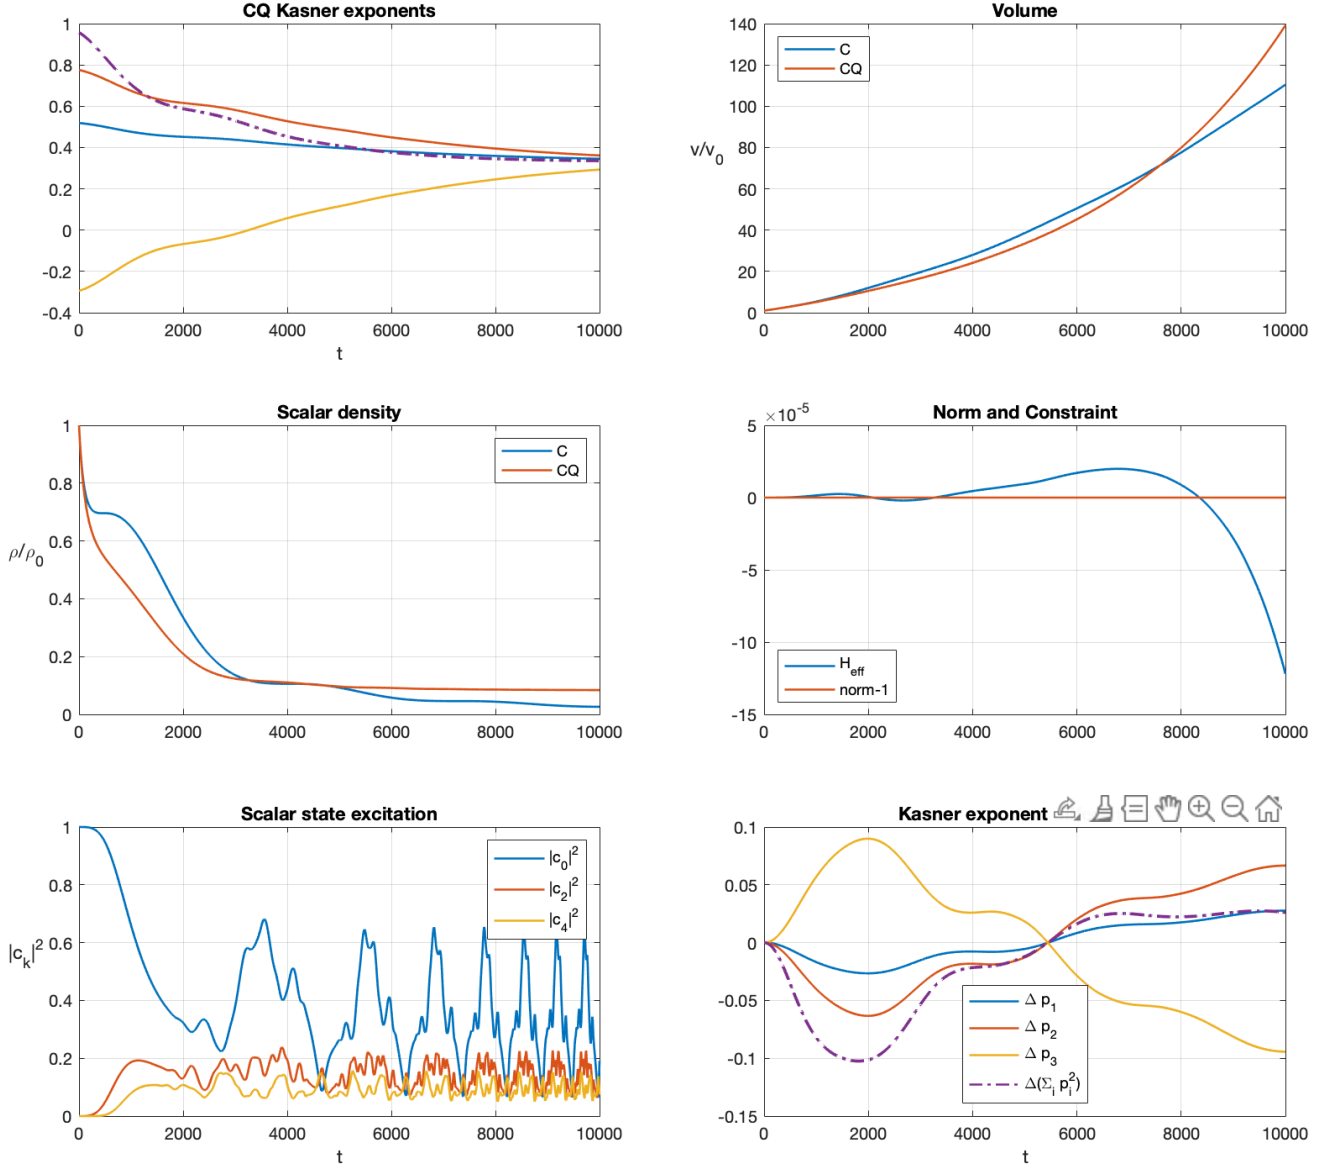 CQ Kasner exponents
1
0.8
0.6
0.4
0.2
0
-0.2
-0.4
0 2000 4000 6000 8000 10000
t
Volume
140
120
100
80
60
40
20
0
v/v0
C
CQ
0 2000 4000 6000 8000 10000
Scalar density
1
0.8
0.6
0.4
0.2
0
ρ/ρ0
C
CQ
0 2000 4000 6000 8000 10000
Norm and Constraint
×10-5
5
0
-5
-10
-15
Heff
norm-1
0 2000 4000 6000 8000 10000
Scalar state excitation
1
0.8
0.6
0.4
0.2
0
|ck|2
|c0|2
|c2|2
|c4|2
0 2000 4000 6000 8000 10000
t
Kasner exponent
0.1
0.05
0
-0.05
-0.1
-0.15
Δ p1
Δ p2
Δ p3
Δ(Σi pi2)
0 2000 4000 6000 8000 10000
t